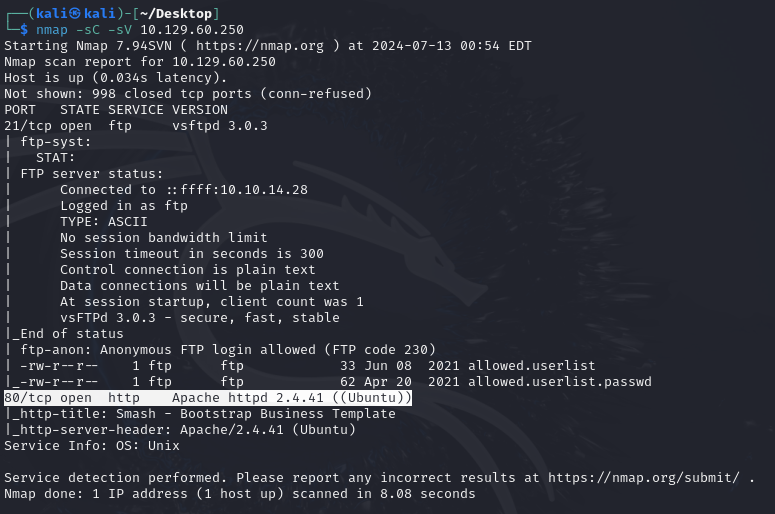 ┌──(kali㉿kali)-[~/Desktop]
└─$ nmap -sC -sV 10.129.60.250
Starting Nmap 7.94SVN ( https://nmap.org ) at 2024-07-13 00:54 EDT
Nmap scan report for 10.129.60.250
Host is up (0.034s latency).
Not shown: 998 closed tcp ports (conn-refused)
PORT   STATE SERVICE VERSION
21/tcp open  ftp     vsftpd 3.0.3
| ftp-syst:
|   STAT:
| FTP server status:
|      Connected to ::ffff:10.10.14.28
|      Logged in as ftp
|      TYPE: ASCII
|      No session bandwidth limit
|      Session timeout in seconds is 300
|      Control connection is plain text
|      Data connections will be plain text
|      At session startup, client count was 1
|      vsFTPd 3.0.3 - secure, fast, stable
|_End of status
| ftp-anon: Anonymous FTP login allowed (FTP code 230)
| -rw-r--r--    1 ftp      ftp            33 Jun 08  2021 allowed.userlist
|_-rw-r--r--    1 ftp      ftp            62 Apr 20  2021 allowed.userlist.passwd
80/tcp open  http    Apache httpd 2.4.41 ((Ubuntu))
|_http-title: Smash - Bootstrap Business Template
|_http-server-header: Apache/2.4.41 (Ubuntu)
Service Info: OS: Unix

Service detection performed. Please report any incorrect results at https://nmap.org/submit/ .
Nmap done: 1 IP address (1 host up) scanned in 8.08 seconds